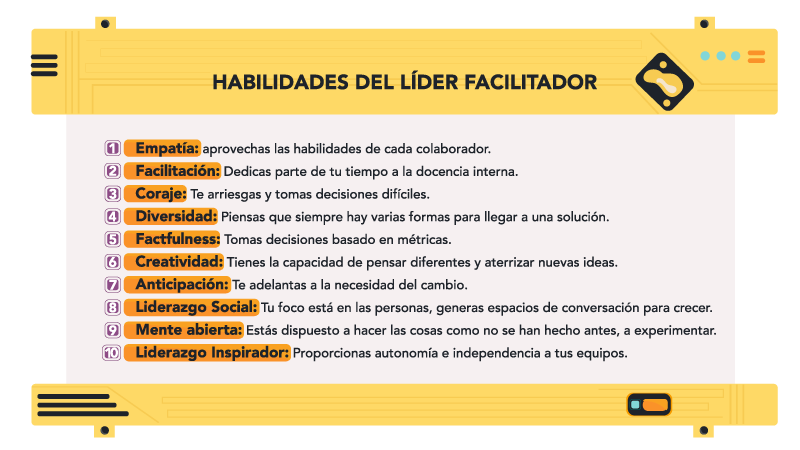 HABILIDADES DEL LÍDER FACILITADOR
1 Empatía: aprovechas las habilidades de cada colaborador.
2 Facilitación: Dedicas parte de tu tiempo a la docencia interna.
3 Coraje: Te arriesgas y tomas decisiones difíciles.
4 Diversidad: Piensas que siempre hay varias formas para llegar a una solución.
5 Factfulness: Tomas decisiones basado en métricas.
6 Creatividad: Tienes la capacidad de pensar diferentes y aterrizar nuevas ideas.
7 Anticipación: Te adelantas a la necesidad del cambio.
8 Liderazgo Social: Tu foco está en las personas, generas espacios de conversación para crecer.
9 Mente abierta: Estás dispuesto a hacer las cosas como no se han hecho antes, a experimentar.
10 Liderazgo Inspirador: Proporcionas autonomía e independencia a tus equipos.